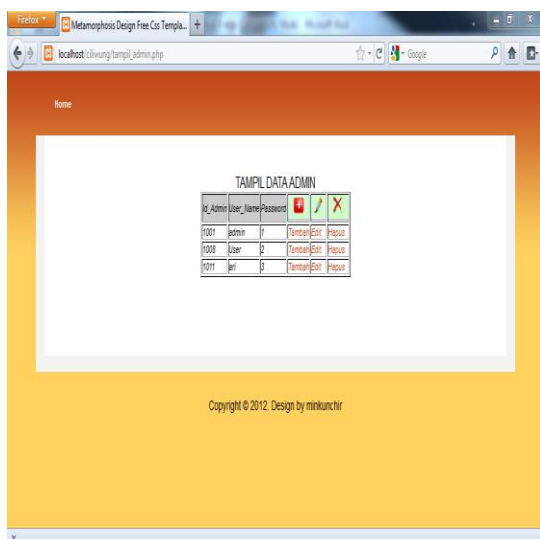 Firefox
Metamorphosis Design Free Css Templa...
localhost/ciliwung/tampil_admin.php
Google
Home
TAMPIL DATA ADMIN
Id_Admin User_Name Password
1001 admin 1 Tambah Edit Hapus
1008 User 2 Tambah Edit Hapus
1011 ari 3 Tambah Edit Hapus
Copyright © 2012. Design by minkunchir
x